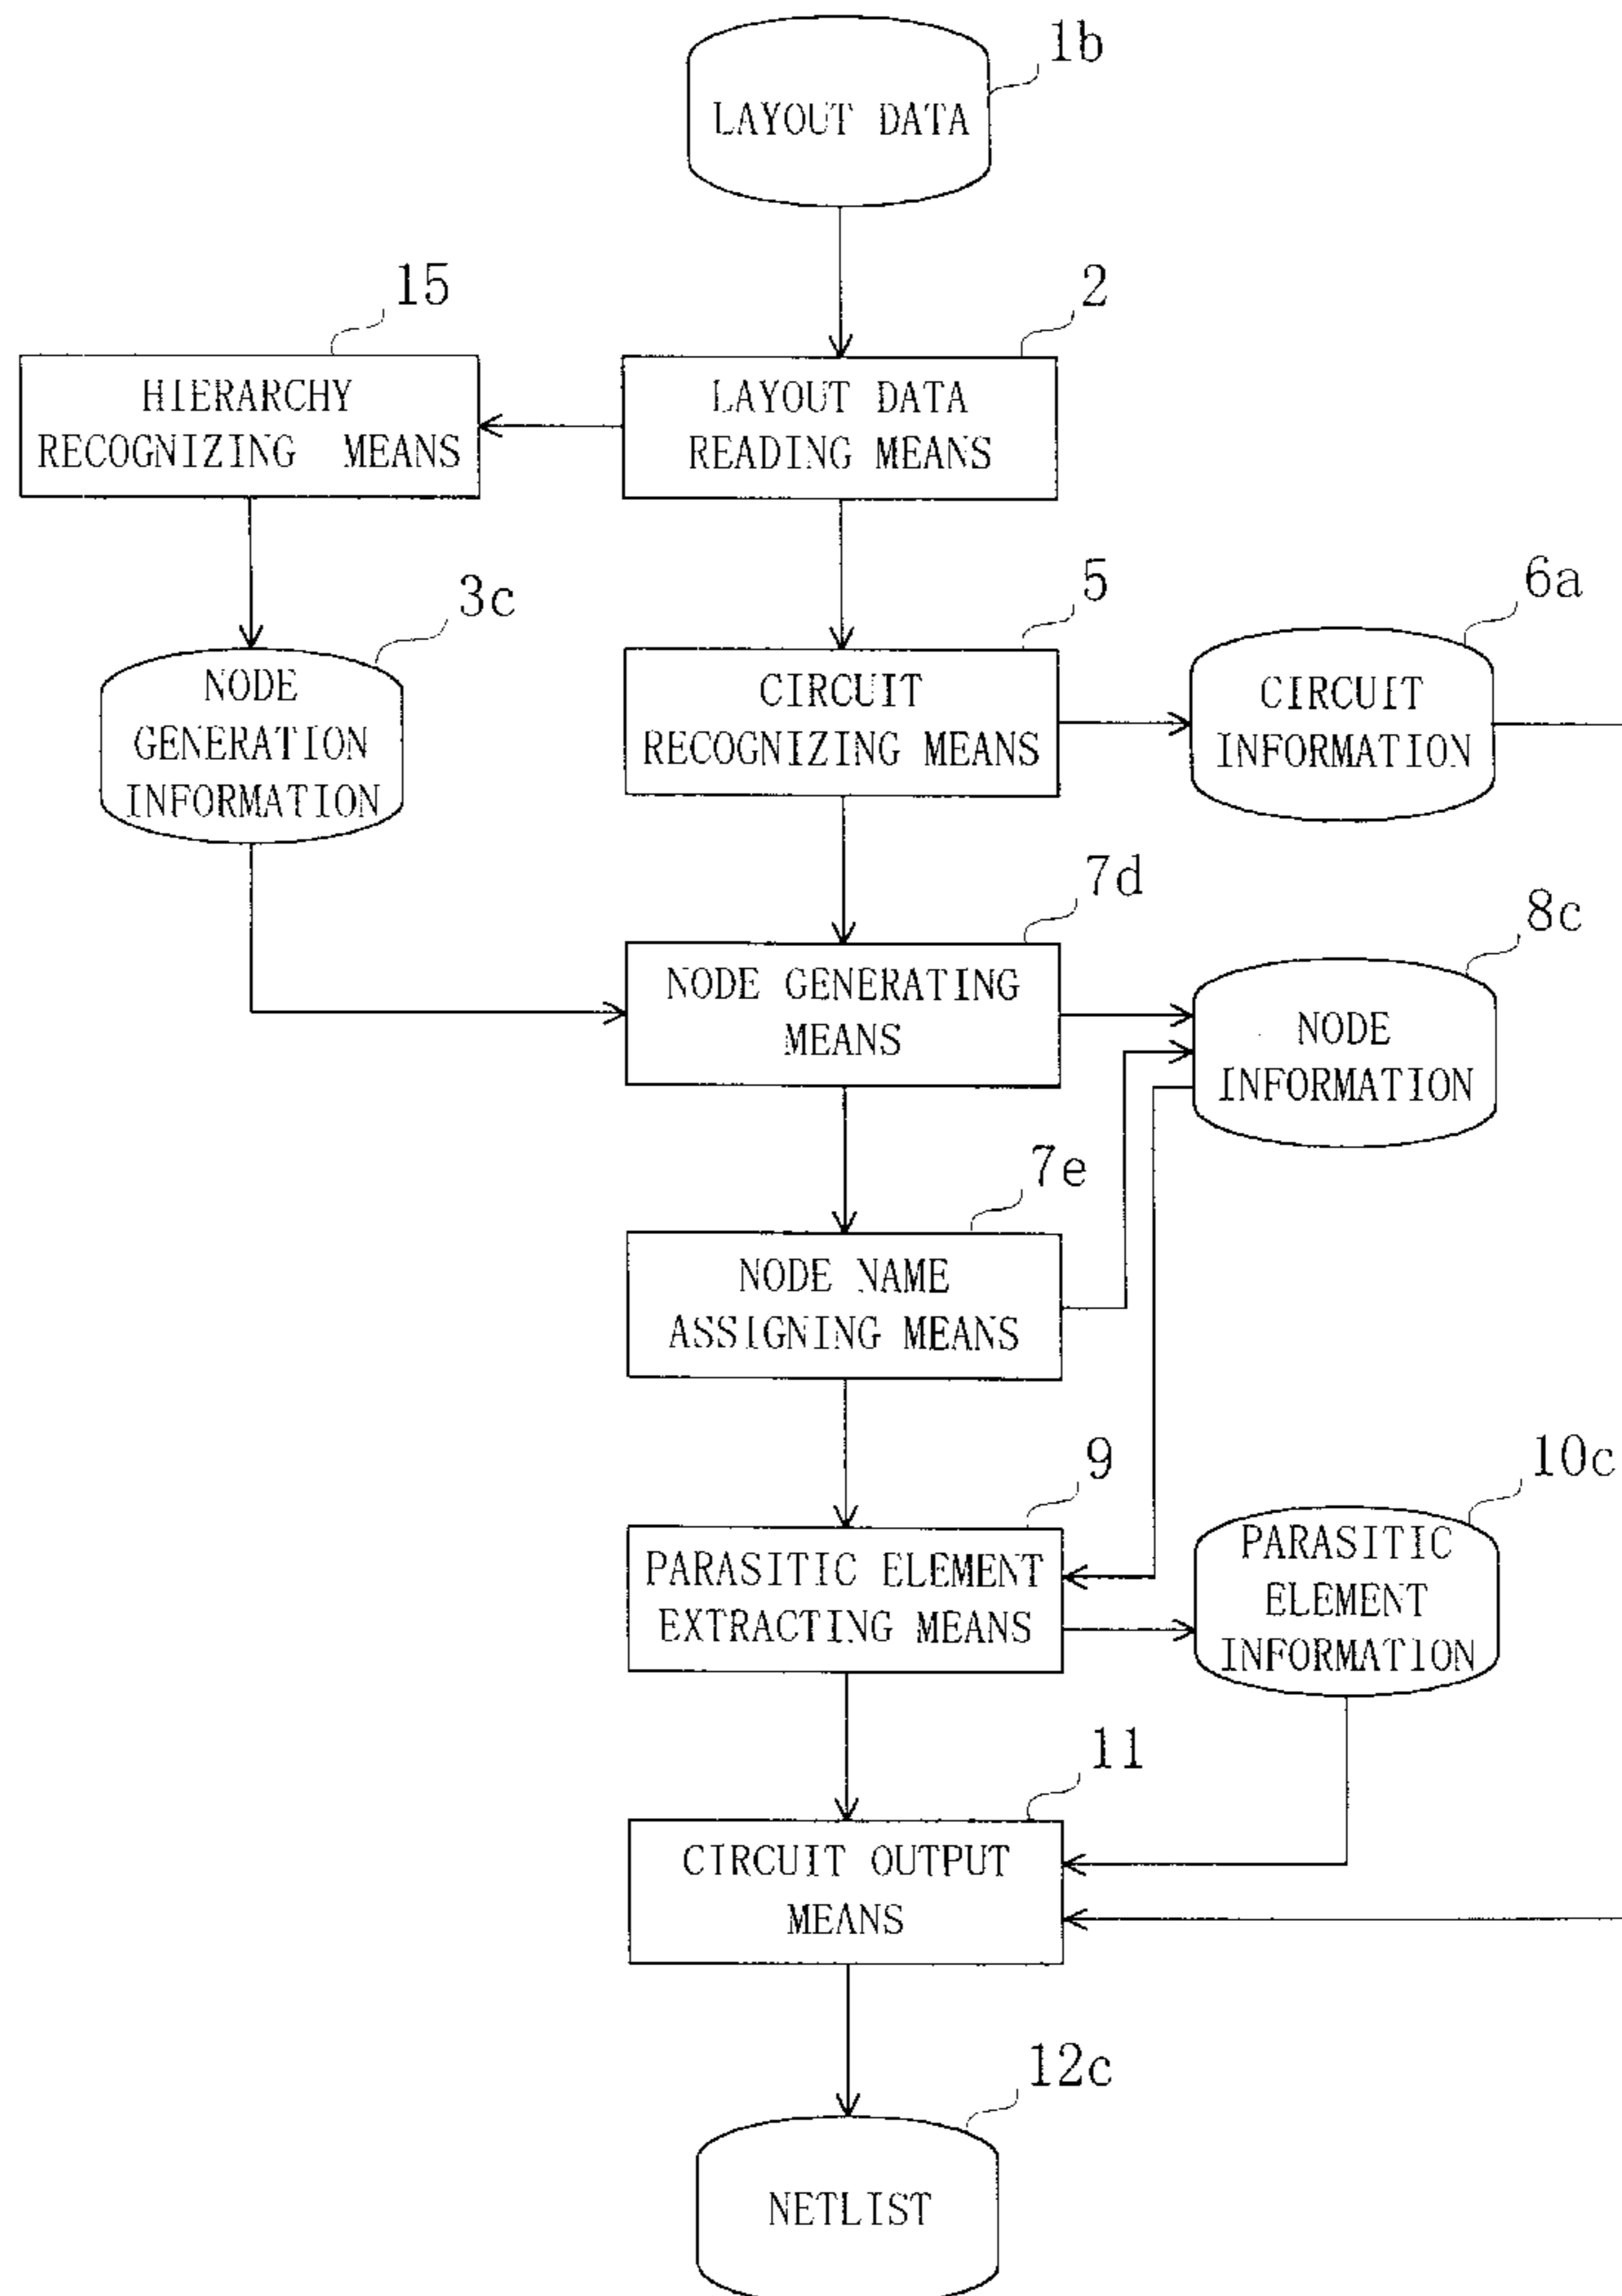 1b
LAYOUT DATA
15
2
HIERARCHY
RECOGNIZING MEANS
LAYOUT DATA
READING MEANS
3c
5
6a
NODE
GENERATION
INFORMATION
CIRCUIT
RECOGNIZING MEANS
CIRCUIT
INFORMATION
7d
8c
NODE GENERATING
MEANS
NODE
INFORMATION
7e
NODE NAME
ASSIGNING MEANS
9
10c
PARASITIC ELEMENT
EXTRACTING MEANS
PARASITIC
ELEMENT
INFORMATION
11
CIRCUIT OUTPUT
MEANS
12c
NETLIST